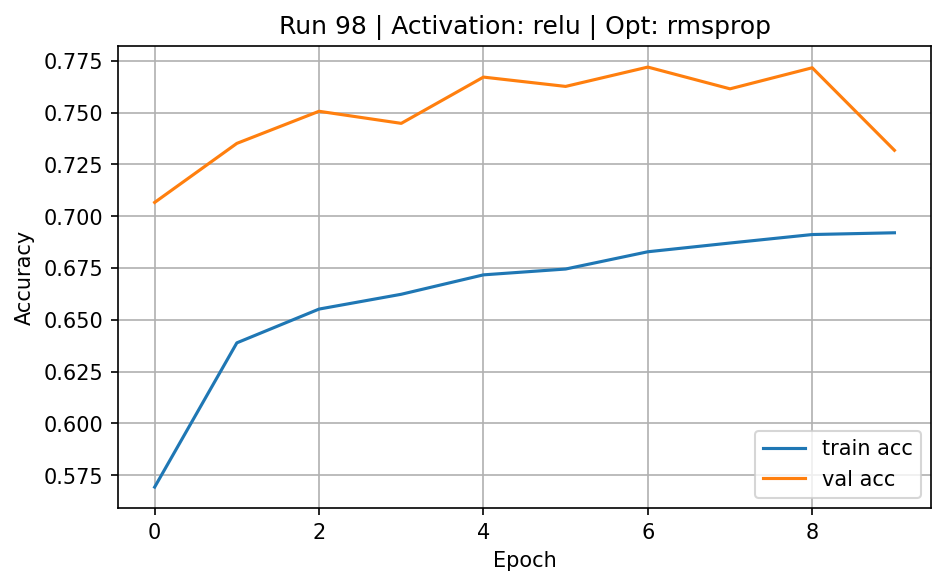 Run 98 | Activation: relu | Opt: rmsprop
0.775
0.750
0.725
0.700
0.675
0.650
0.625
0.600
0.575
Accuracy
train acc
val acc
0 2 4 6 8
Epoch